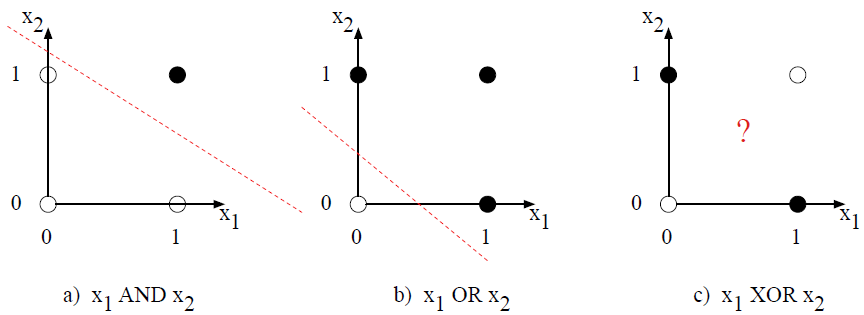 x2 x2 x2
1 1 1
?
0 x1 0 x1 0 x1
0 1 0 1 0 1
a) x1 AND x2 b) x1 OR x2 c) x1 XOR x2